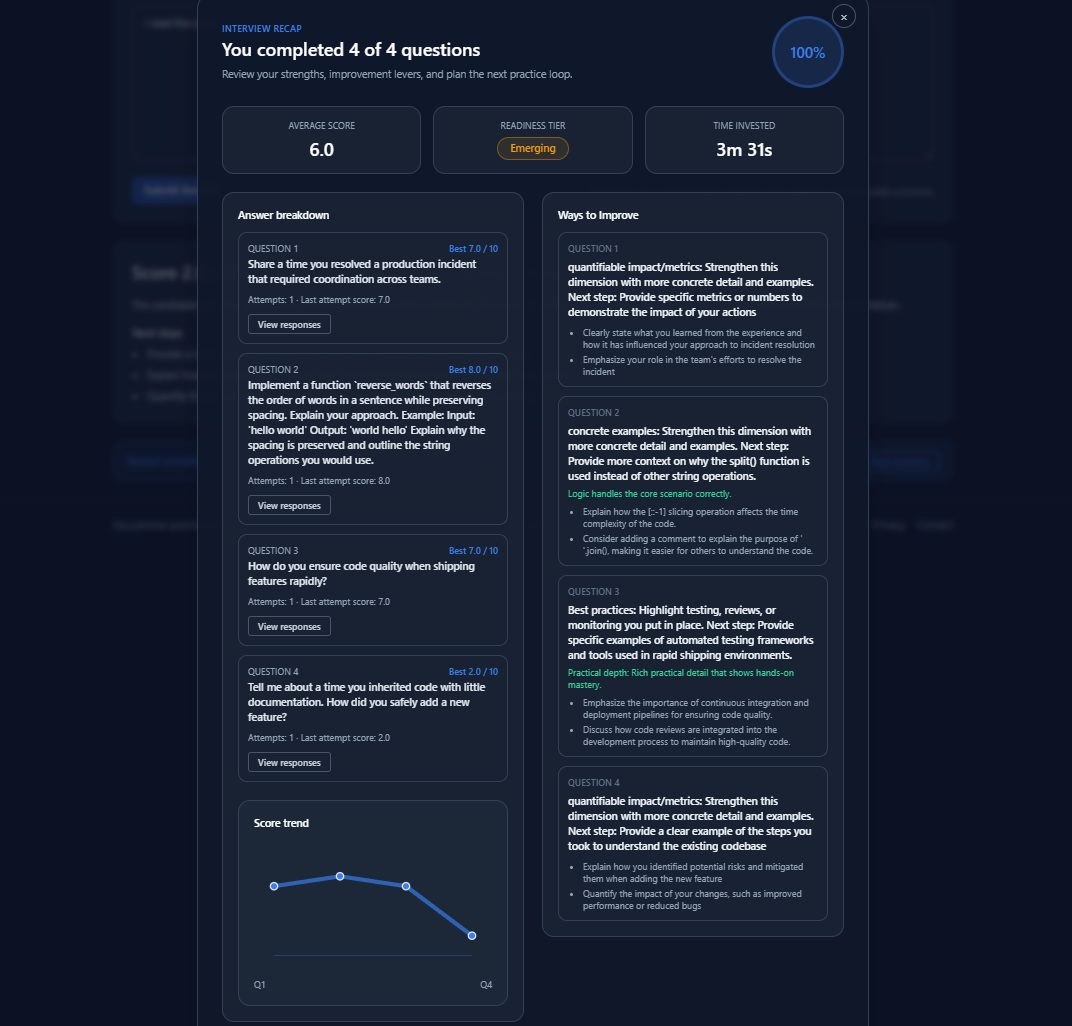 INTERVIEW RECAP
You completed 4 of 4 questions
Review your strengths, improvement levers, and plan the next practice loop.
×
100%
AVERAGE SCORE
6.0
READINESS TIER
Emerging
TIME INVESTED
3m 31s
Answer breakdown
QUESTION 1
Best 7.0 / 10
Share a time you resolved a production incident
that required coordination across teams.
Attempts: 1 · Last attempt score: 7.0
View responses
QUESTION 2
Best 8.0 / 10
Implement a function `reverse_words` that reverses
the order of words in a sentence while preserving
spacing. Explain your approach. Example: Input:
'hello world' Output: 'world hello' Explain why the
spacing is preserved and outline the string
operations you would use.
Attempts: 1 · Last attempt score: 8.0
View responses
QUESTION 3
Best 7.0 / 10
How do you ensure code quality when shipping
features rapidly?
Attempts: 1 · Last attempt score: 7.0
View responses
QUESTION 4
Best 2.0 / 10
Tell me about a time you inherited code with little
documentation. How did you safely add a new
feature?
Attempts: 1 · Last attempt score: 2.0
View responses
Score trend
Q1
Q4
Ways to Improve
QUESTION 1
quantifiable impact/metrics: Strengthen this
dimension with more concrete detail and examples.
Next step: Provide specific metrics or numbers to
demonstrate the impact of your actions
• Clearly state what you learned from the experience and
how it has influenced your approach to incident resolution
• Emphasize your role in the team's efforts to resolve the
incident
QUESTION 2
concrete examples: Strengthen this dimension with
more concrete detail and examples. Next step:
Provide more context on why the split() function is
used instead of other string operations.
Logic handles the core scenario correctly.
• Explain how the [::-1] slicing operation affects the time
complexity of the code.
• Consider adding a comment to explain the purpose of '
'.join(), making it easier for others to understand the code.
QUESTION 3
Best practices: Highlight testing, reviews, or
monitoring you put in place. Next step: Provide
specific examples of automated testing frameworks
and tools used in rapid shipping environments.
Practical depth: Rich practical detail that shows hands-on
mastery.
• Emphasize the importance of continuous integration and
deployment pipelines for ensuring code quality.
• Discuss how code reviews are integrated into the
development process to maintain high-quality code.
QUESTION 4
quantifiable impact/metrics: Strengthen this
dimension with more concrete detail and examples.
Next step: Provide a clear example of the steps you
took to understand the existing codebase
• Explain how you identified potential risks and mitigated
them when adding the new feature
• Quantify the impact of your changes, such as improved
performance or reduced bugs